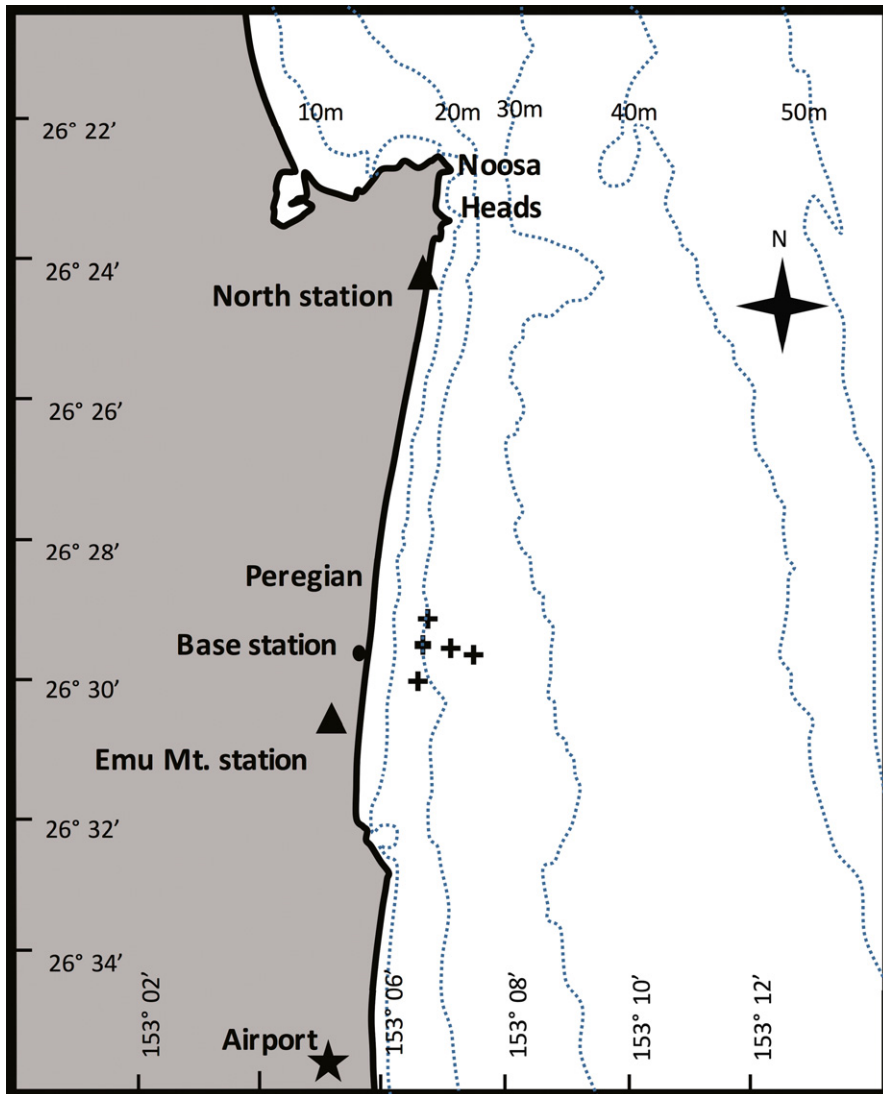 10m
20m
30m
40m
50m
26° 22’
Noosa
Heads
N
26° 24’
North station
26° 26’
26° 28’
Peregian
Base station
26° 30’
Emu Mt. station
26° 32’
26° 34’
153° 02’
153° 06’
153° 08’
153° 10’
153° 12’
Airport